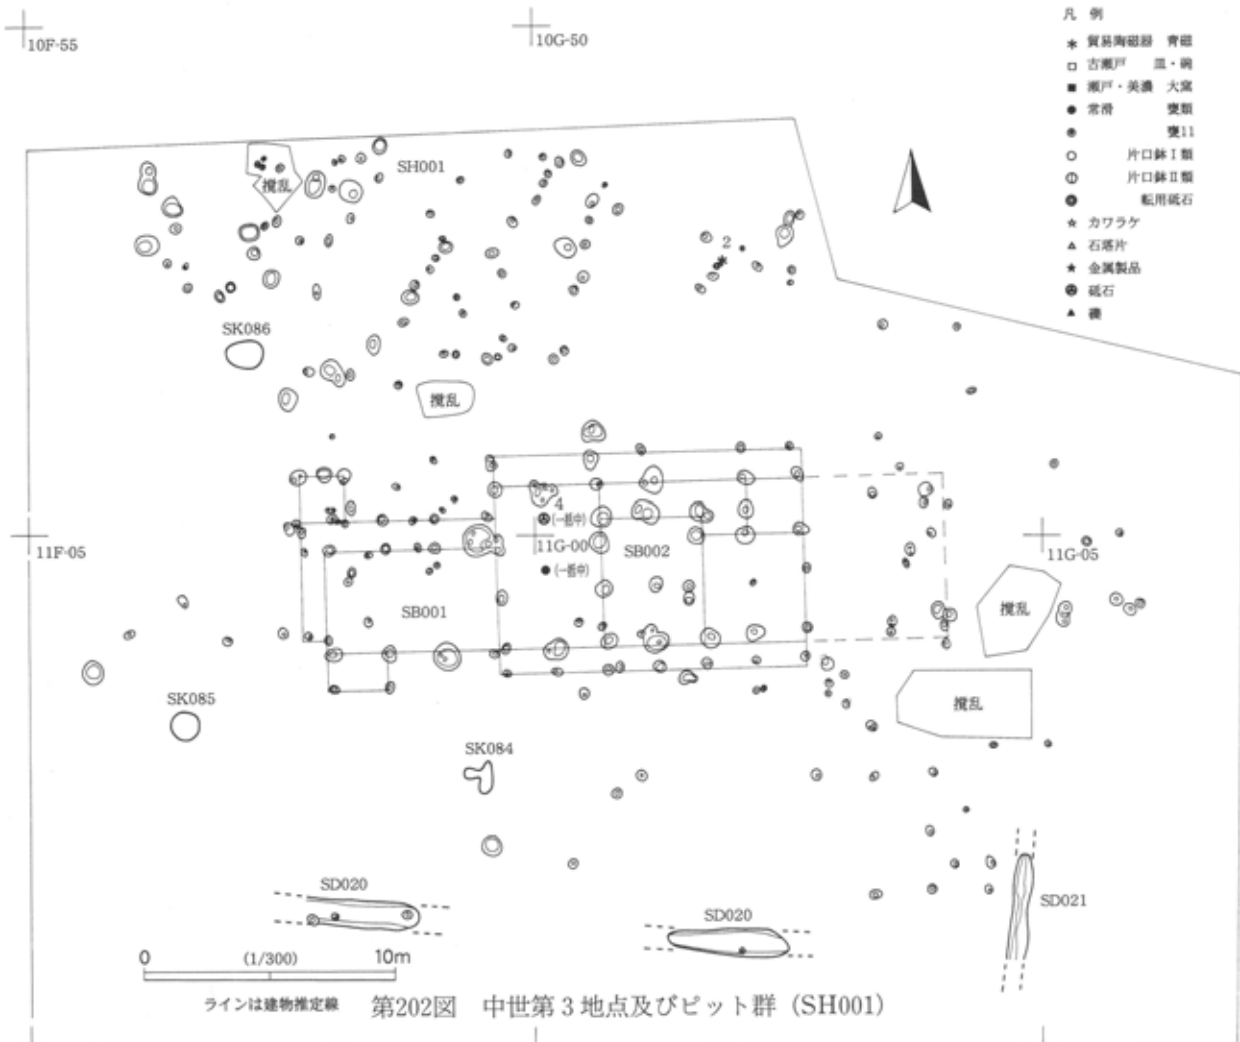 10F-55
10G-50
凡 例
貿易陶磁器 青磁
古瀬戸 皿・碗
瀬戸・美濃 大窯
常滑 甕類
甕11
片口鉢Ⅰ類
片口鉢Ⅱ類
転用砥石
カワラケ
石塔片
金属製品
砥石
礫
SH001
攪乱
2
SK086
攪乱
4
(一括中)
11F-05
11G-00
SB002
11G-05
(一括中)
SB001
攪乱
SK085
攪乱
SK084
SD020
SD020
SD021
0 (1/300) 10m
ラインは建物推定線
第202図 中世第3地点及びピット群 (SH001)